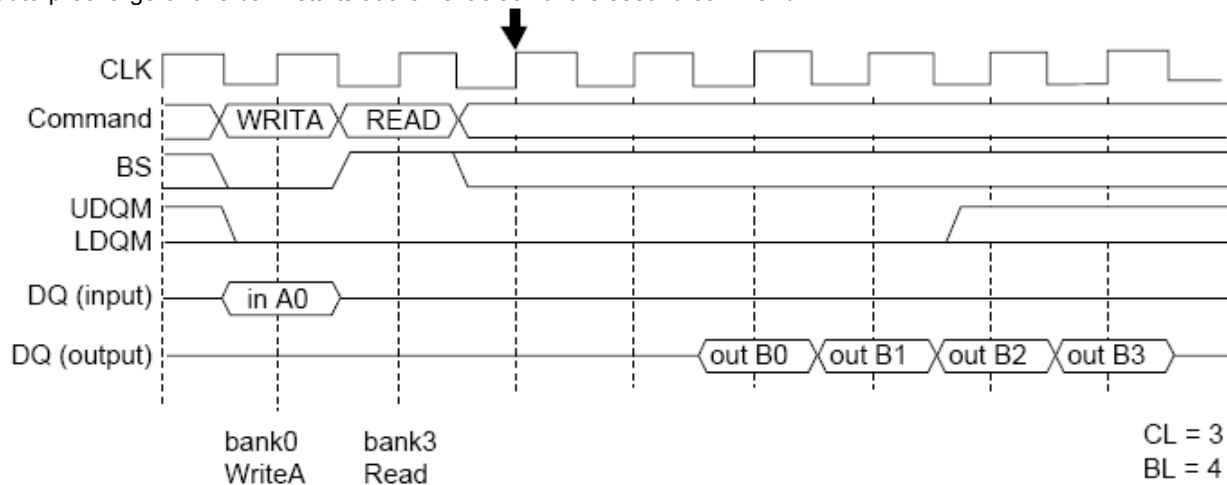 CLK
Command WRITA READ
BS
UDQM
LDQM
DQ (input) in A0
DQ (output) out B0 out B1 out B2 out B3
bank0 bank3 CL = 3
WriteA Read BL = 4